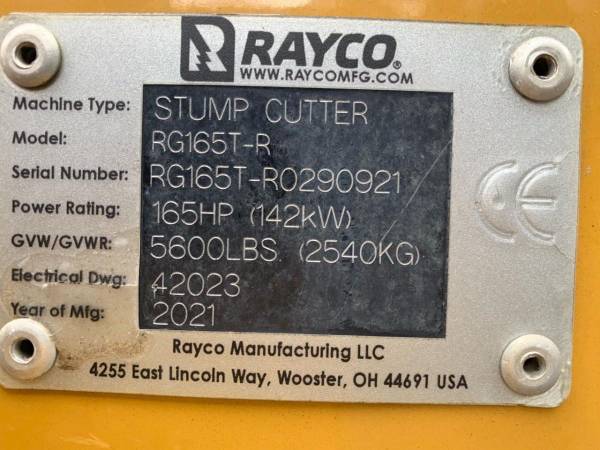 RAYCO®
WWW.RAYCOMFG.COM
Machine Type: STUMP CUTTER
Model: RG165T-R
Serial Number: RG165T-R0290921
Power Rating: 165HP (142kW)
GVW/GVWR: 5600LBS (2540KG)
Electrical Dwg: 42023
Year of Mfg: 2021
CE
Rayco Manufacturing LLC
4255 East Lincoln Way, Wooster, OH 44691 USA